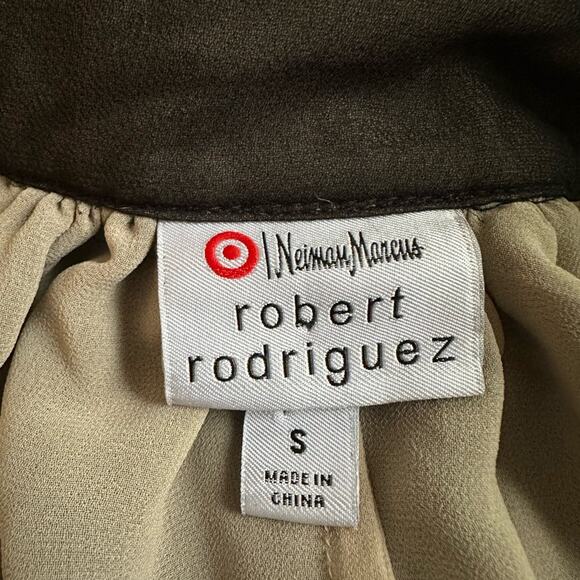 | Neiman Marcus
robert
rodriguez
S
MADE IN
CHINA